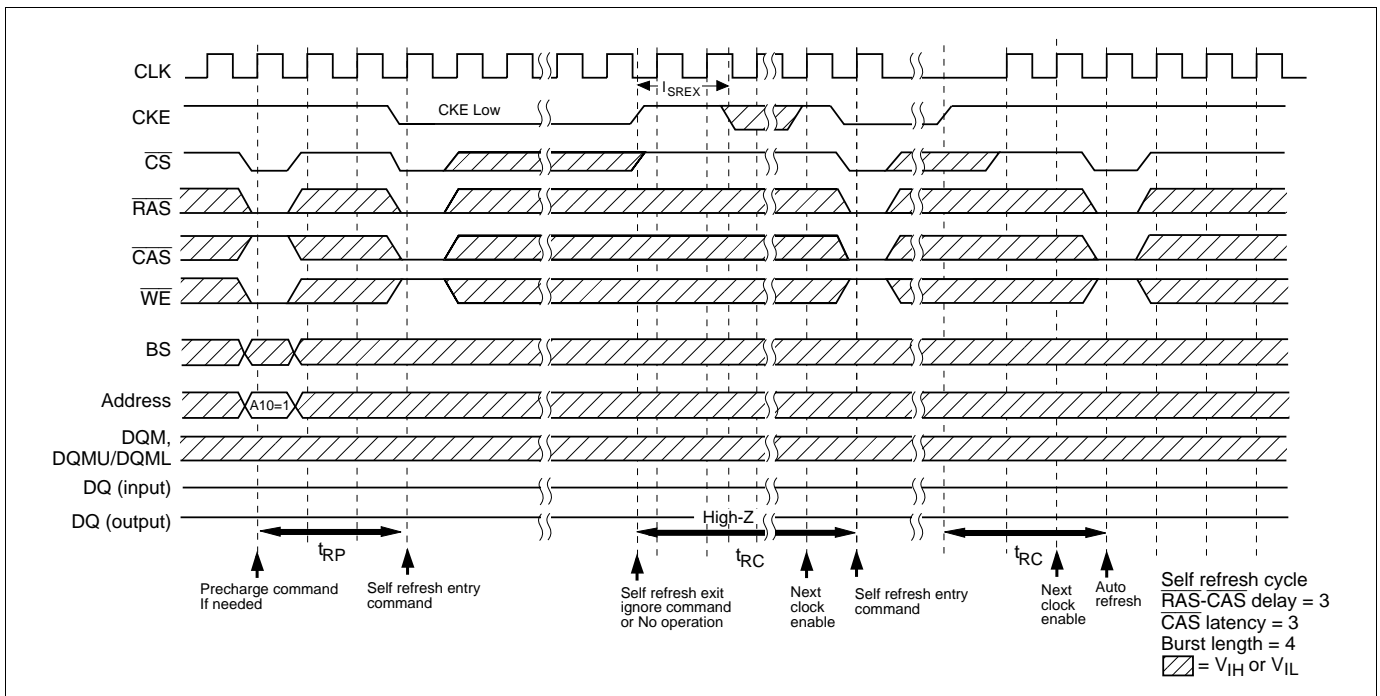 CLK
I_SREX
CKE
CKE Low
CS
RAS
CAS
WE
BS
Address
A10=1
DQM,
DQMU/DQML
DQ (input)
DQ (output)
High-Z
tRP
tRC
tRC
Precharge command
If needed
Self refresh entry
command
Self refresh exit
ignore command
or No operation
Next
clock
enable
Self refresh entry
command
Next
clock
enable
Auto
refresh
Self refresh cycle
RAS-CAS delay = 3
CAS latency = 3
Burst length = 4
= VIH or VIL